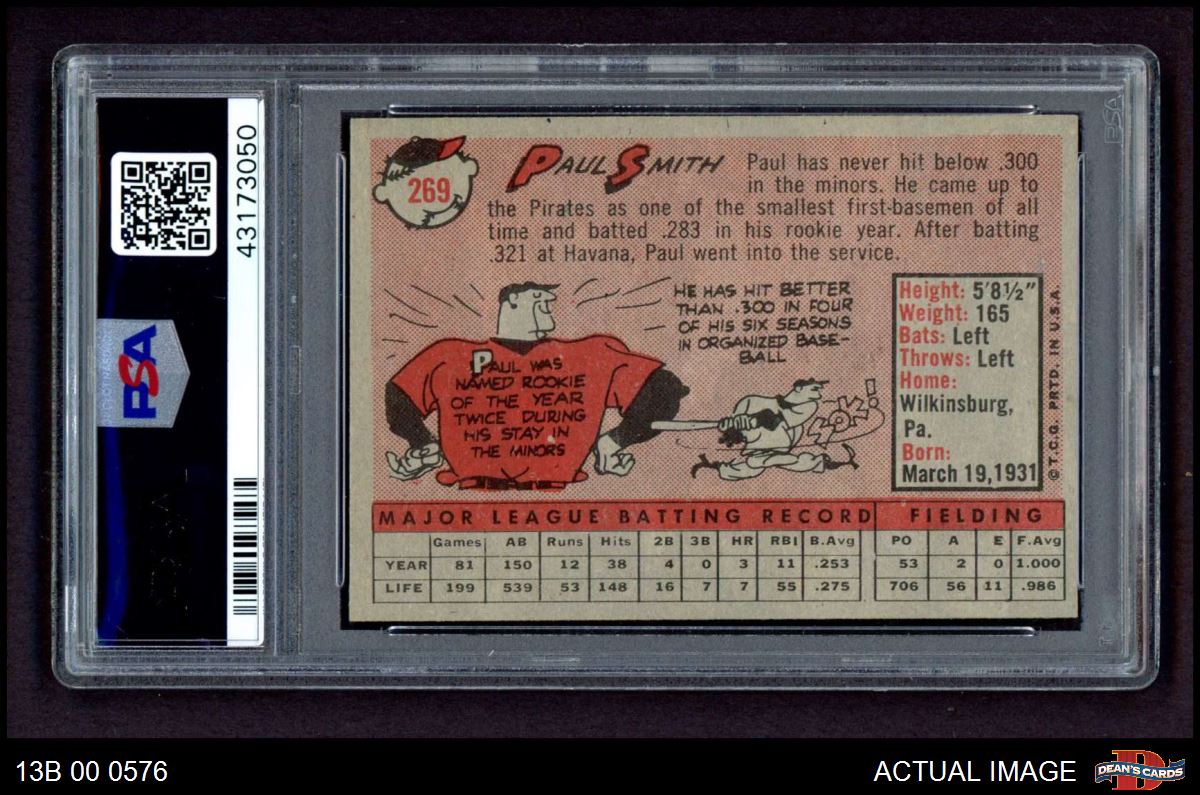 43173050
PSA
269
PAUL SMITH
Paul has never hit below .300
in the minors. He came up to
the Pirates as one of the smallest first-basemen of all
time and batted .283 in his rookie year. After batting
.321 at Havana, Paul went into the service.
PAUL WAS
NAMED ROOKIE
OF THE YEAR
TWICE DURING
HIS STAY IN
THE MINORS
HE HAS HIT BETTER
THAN .300 IN FOUR
OF HIS SIX SEASONS
IN ORGANIZED BASE-
BALL
SOK!
Height: 5'8½"
Weight: 165
Bats: Left
Throws: Left
Home:
Wilkinsburg,
Pa.
Born:
March 19,1931
© T.C.G. PRTD. IN U.S.A.
MAJOR LEAGUE BATTING RECORD FIELDING
Games AB Runs Hits 2B 3B HR RBI B.Avg PO A E F.Avg
YEAR 81 150 12 38 4 0 3 11 .253 53 2 0 1.000
LIFE 199 539 53 148 16 7 7 55 .275 706 56 11 .986
PSA
13B 00 0576
ACTUAL IMAGE
D
DEAN'S CARDS